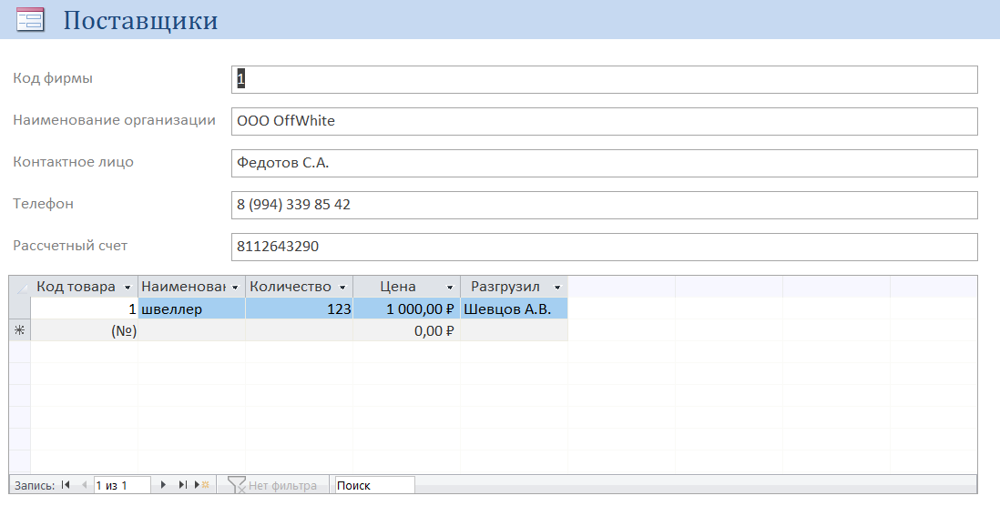 Поставщики
Код фирмы 1
Наименование организации ООО OffWhite
Контактное лицо Федотов С.А.
Телефон 8 (994) 339 85 42
Рассчетный счет 8112643290
Код товара Наименован Количество Цена Разгрузил
1 швеллер 123 1 000,00 ₽ Шевцов А.В.
(№) 0,00 ₽
Запись: 1 из 1 Нет фильтра Поиск